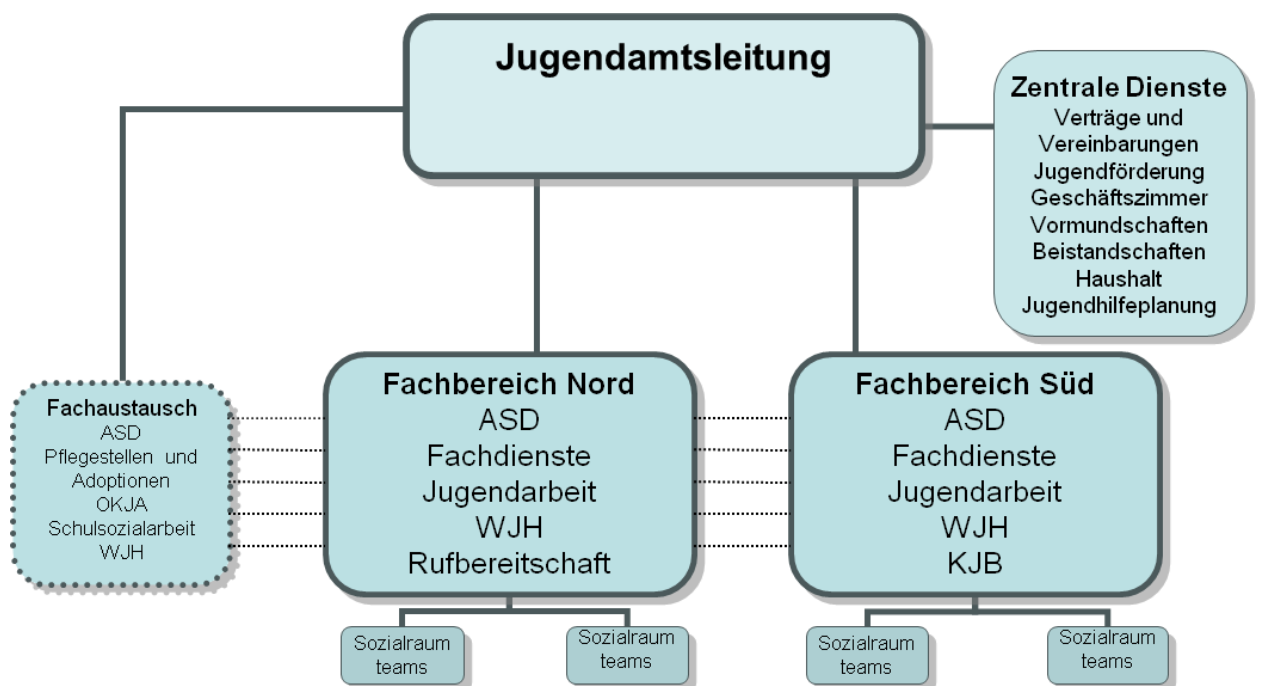 Jugendamtsleitung
Zentrale Dienste
Verträge und
Vereinbarungen
Jugendförderung
Geschäftszimmer
Vormundschaften
Beistandschaften
Haushalt
Jugendhilfeplanung
Fachaustausch
ASD
Pflegestellen und
Adoptionen
OKJA
Schulsozialarbeit
WJH
Fachbereich Nord
ASD
Fachdienste
Jugendarbeit
WJH
Rufbereitschaft
Fachbereich Süd
ASD
Fachdienste
Jugendarbeit
WJH
KJB
Sozialraum
teams
Sozialraum
teams
Sozialraum
teams
Sozialraum
teams